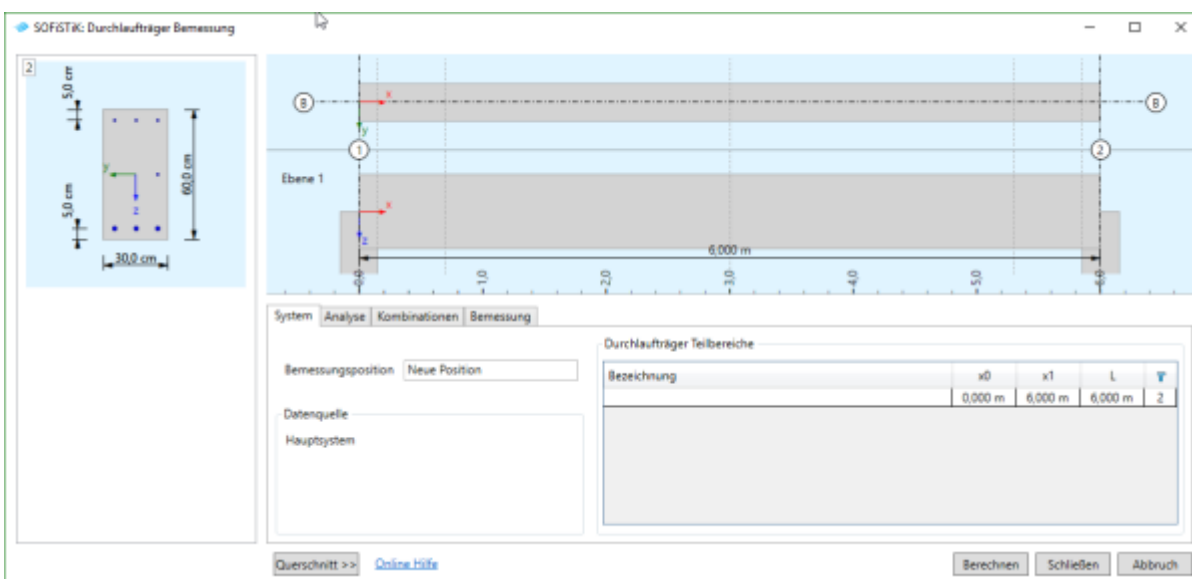 SOFiSTiK: Durchlaufträger Bemessung
2
5,0 cm
60,0 cm
5,0 cm
30,0 cm
y
z
B
x
y
B
1
2
Ebene 1
x
z
6,000 m
0,0
1,0
2,0
3,0
4,0
5,0
6,0
System Analyse Kombinationen Bemessung
Bemessungsposition Neue Position
Datenquelle
Hauptsystem
Durchlaufträger Teilbereiche
Bezeichnung x0 x1 L
0,000 m 6,000 m 6,000 m 2
Querschnitt >> Online Hilfe Berechnen Schließen Abbruch